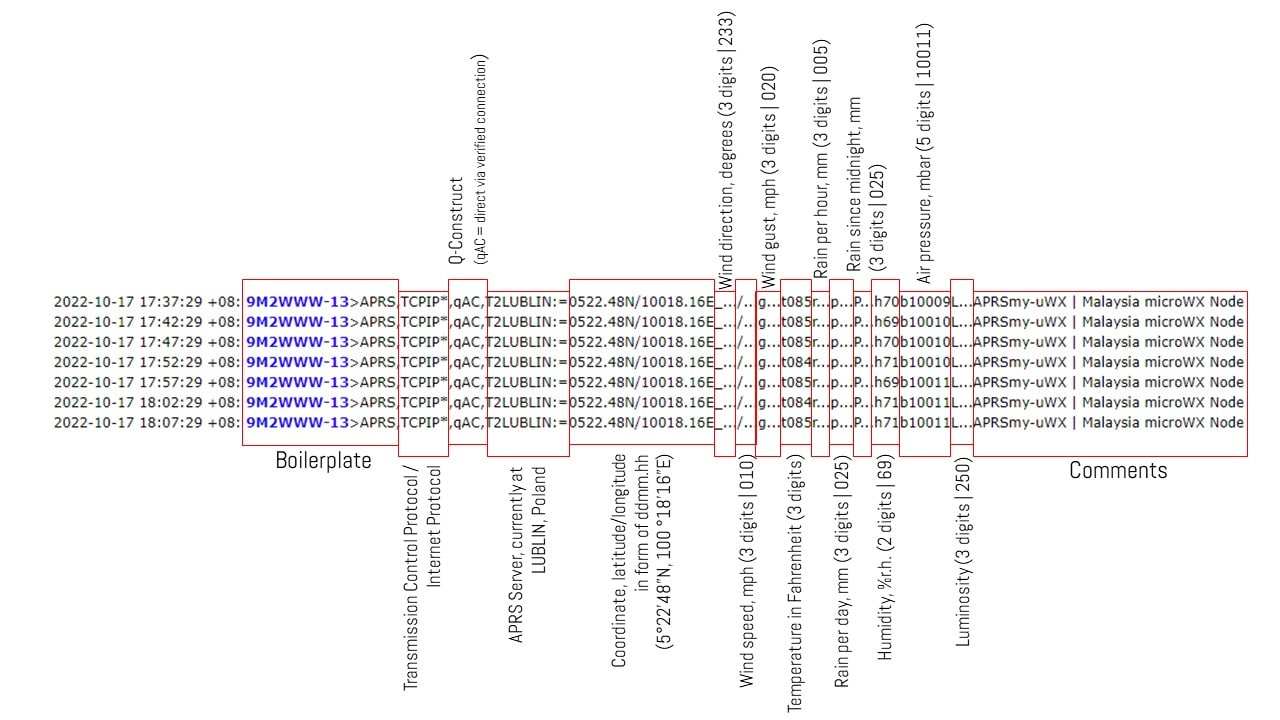 Q-Construct
(qAC = direct via verified connection)
Wind direction, degrees (3 digits | 233)
Wind gust, mph (3 digits | 020)
Rain per hour, mm (3 digits | 005)
Rain since midnight, mm
(3 digits | 025)
Air pressure, mbar (5 digits | 10011)
2022-10-17 17:37:29 +08: 9M2WWW-13>APRS,TCPIP*,qAC,T2LUBLIN:=0522.48N/10018.16E_.../...g...t085r...p...P...h70b10009L...APRSmy-uWX | Malaysia microWX Node
2022-10-17 17:42:29 +08: 9M2WWW-13>APRS,TCPIP*,qAC,T2LUBLIN:=0522.48N/10018.16E_.../...g...t085r...p...P...h69b10010L...APRSmy-uWX | Malaysia microWX Node
2022-10-17 17:47:29 +08: 9M2WWW-13>APRS,TCPIP*,qAC,T2LUBLIN:=0522.48N/10018.16E_.../...g...t085r...p...P...h70b10010L...APRSmy-uWX | Malaysia microWX Node
2022-10-17 17:52:29 +08: 9M2WWW-13>APRS,TCPIP*,qAC,T2LUBLIN:=0522.48N/10018.16E_.../...g...t084r...p...P...h71b10010L...APRSmy-uWX | Malaysia microWX Node
2022-10-17 17:57:29 +08: 9M2WWW-13>APRS,TCPIP*,qAC,T2LUBLIN:=0522.48N/10018.16E_.../...g...t085r...p...P...h69b10011L...APRSmy-uWX | Malaysia microWX Node
2022-10-17 18:02:29 +08: 9M2WWW-13>APRS,TCPIP*,qAC,T2LUBLIN:=0522.48N/10018.16E_.../...g...t084r...p...P...h71b10011L...APRSmy-uWX | Malaysia microWX Node
2022-10-17 18:07:29 +08: 9M2WWW-13>APRS,TCPIP*,qAC,T2LUBLIN:=0522.48N/10018.16E_.../...g...t085r...p...P...h71b10011L...APRSmy-uWX | Malaysia microWX Node
Boilerplate
Transmission Control Protocol /
Internet Protocol
APRS Server, currently at
LUBLIN, Poland
Coordinate, latitude/longitude
in form of ddmm.hh
(5°22'48"N, 100 °18'16"E)
Wind speed, mph (3 digits | 010)
Temperature in Fahrenheit (3 digits)
Rain per day, mm (3 digits | 025)
Humidity, %r.h. (2 digits | 69)
Luminosity (3 digits | 250)
Comments